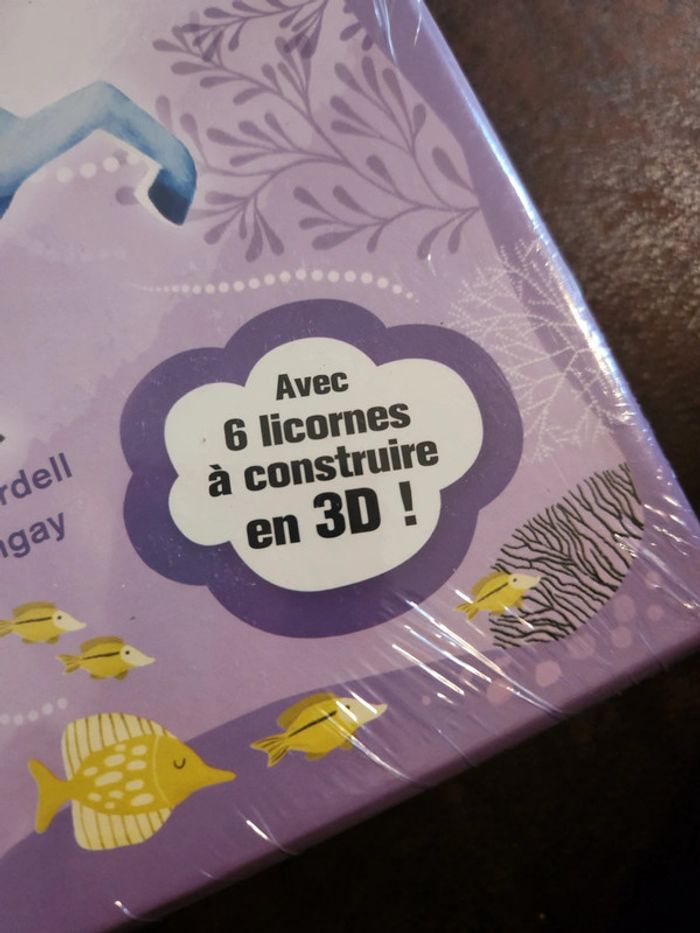 Avec
6 licornes
à construire
en 3D !
rdell
ngay